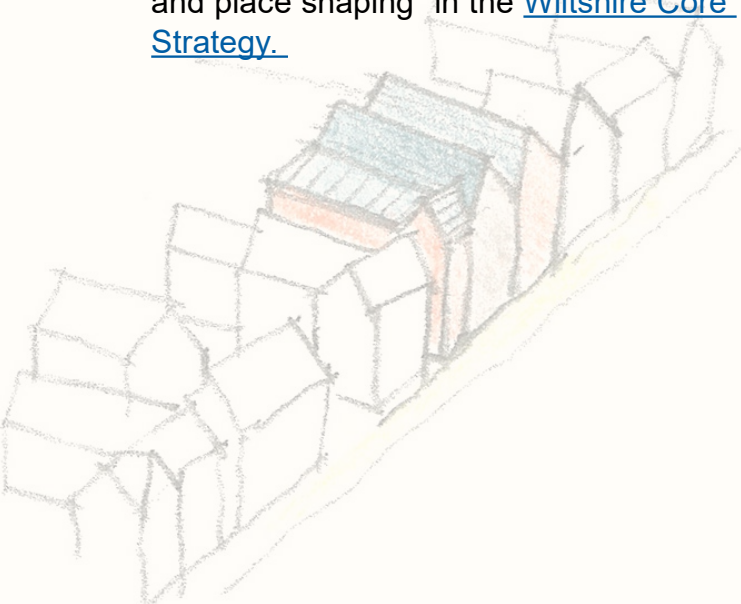 and place shaping” in the Wiltshire Core
Strategy.